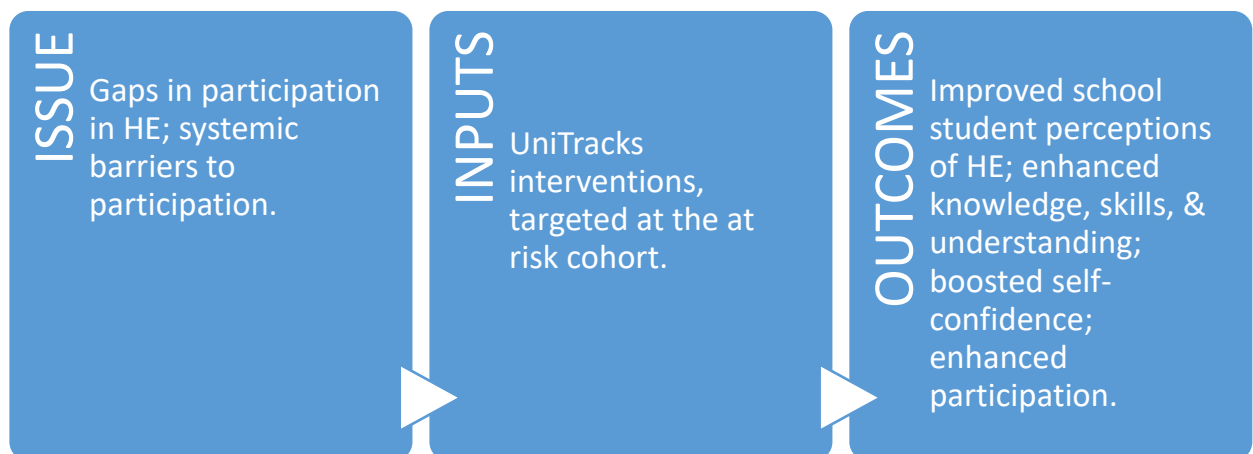 ISSUE
Gaps in participation
in HE; systemic
barriers to
participation.
INPUTS
UniTracks
interventions,
targeted at the at
risk cohort.
OUTCOMES
Improved school
student perceptions
of HE; enhanced
knowledge, skills, &
understanding;
boosted self-
confidence;
enhanced
participation.